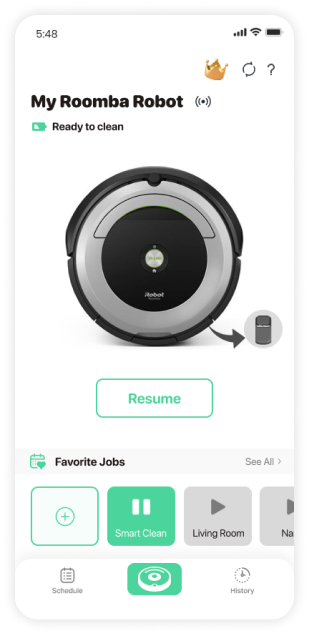 5:48
?
My Roomba Robot
Ready to clean
iRobot
Resume
Favorite Jobs
See All >
Smart Clean
Living Room
Na
Schedule
History